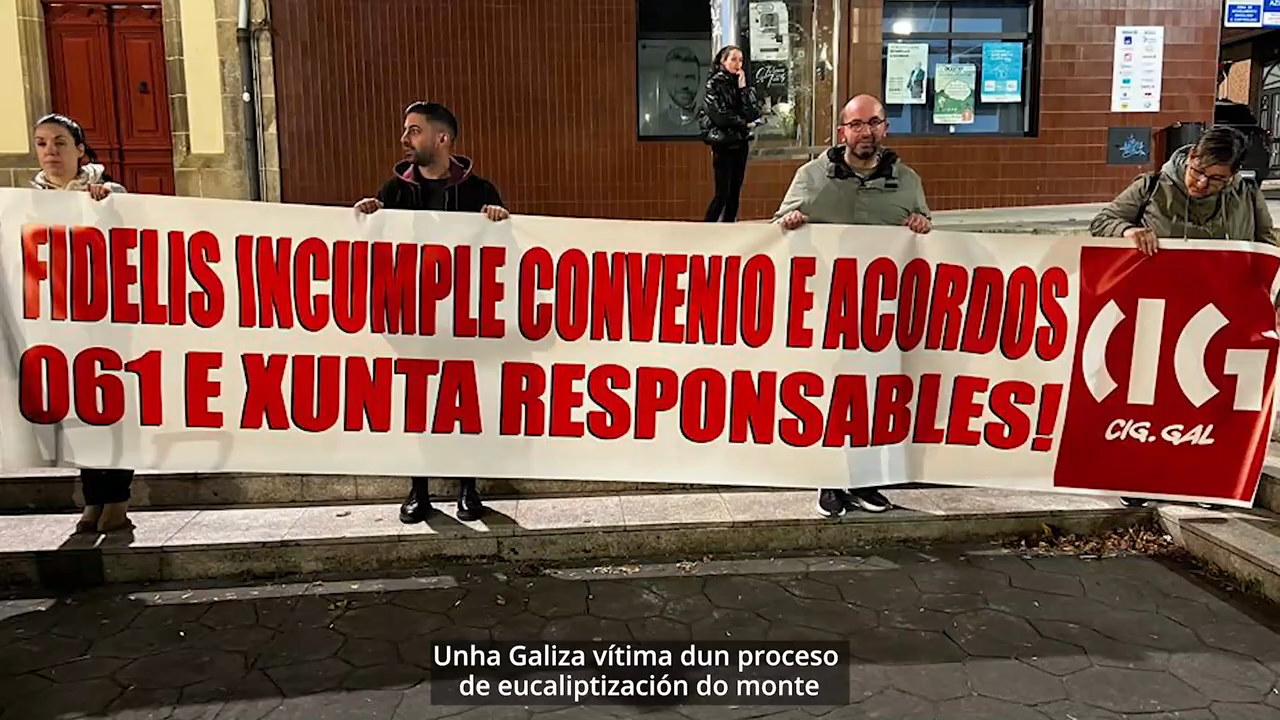 FIDELIS INCUMPLE CONVENIO E ACORDOS
061 E XUNTA RESPONSABLES!
CIG
CIG.GAL
Unha Galiza vítima dun proceso
de eucaliptización do monte